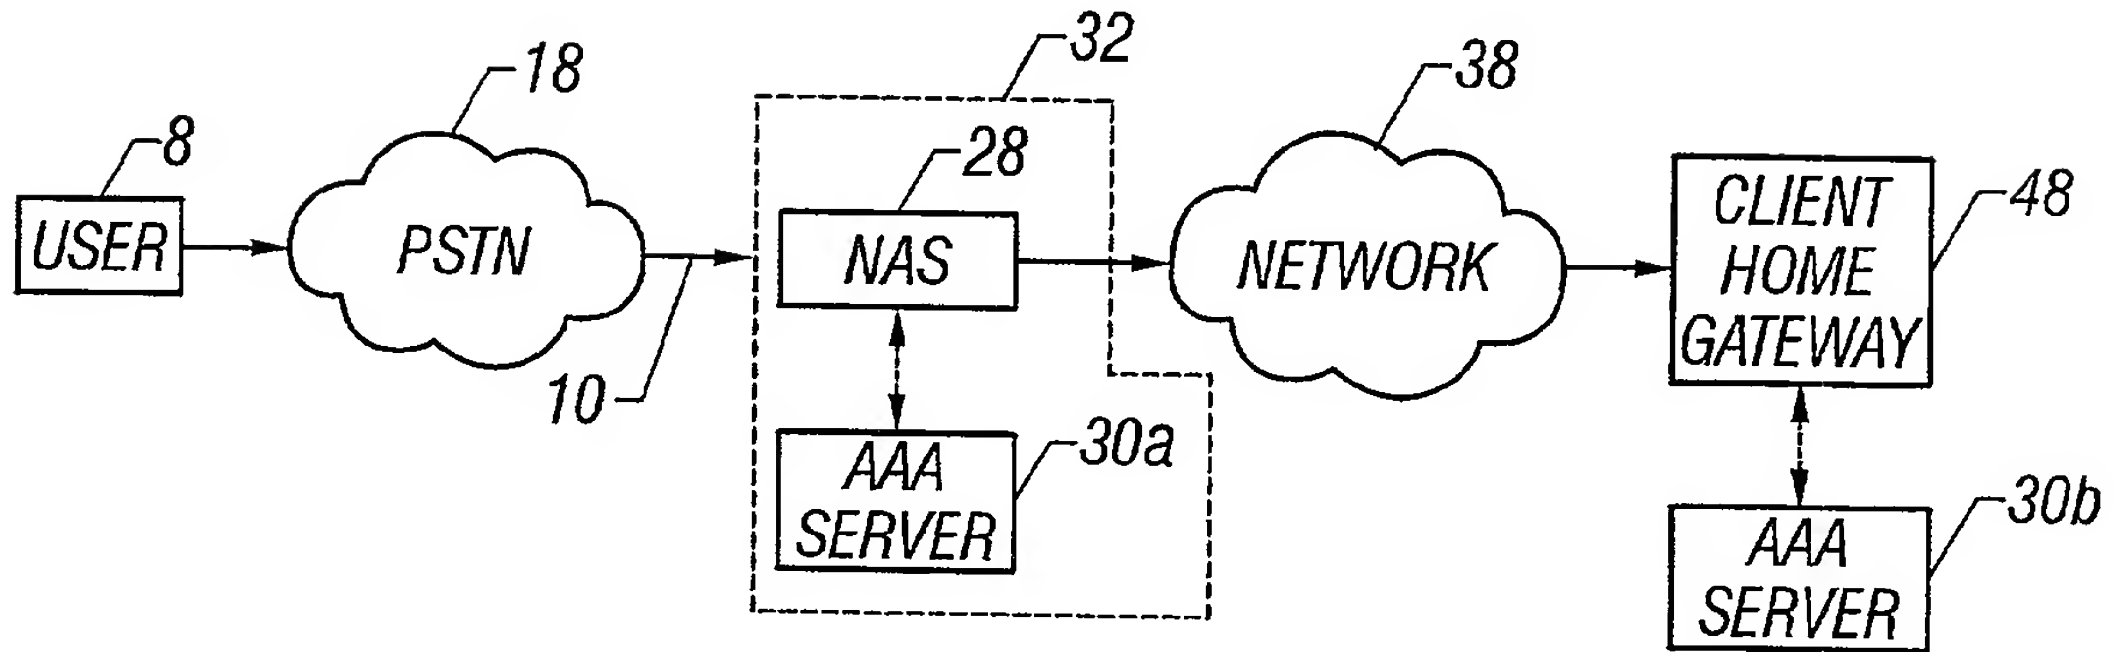 32
18
38
8
28
USER
PSTN
NAS
NETWORK
CLIENT
HOME
GATEWAY
48
10
AAA
SERVER
30a
AAA
SERVER
30b